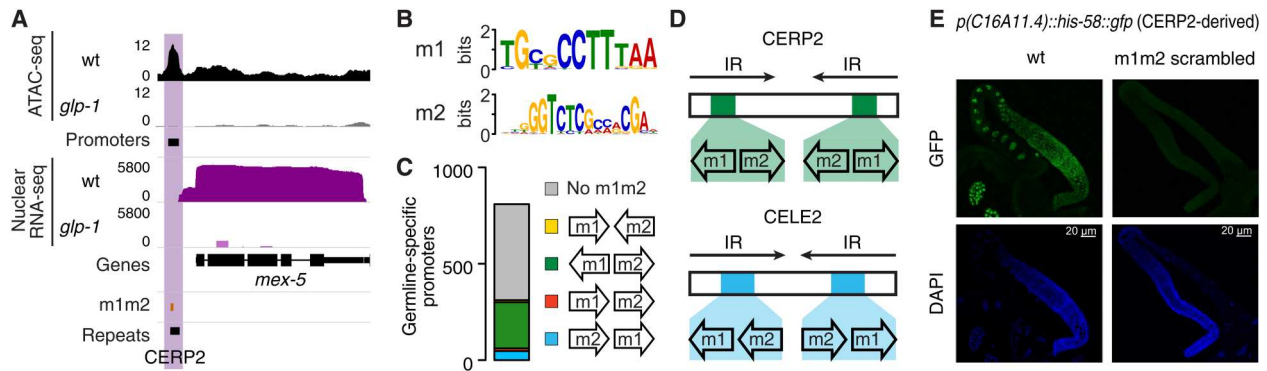 A
ATAC-seq
wt
12
0
glp-1
12
0
Promoters
Nuclear
RNA-seq
wt
5800
0
glp-1
5800
0
Genes
mex-5
m1m2
Repeats
CERP2
B
m1
2
bits
0
m2
2
bits
0
C
Germline-specific
promoters
1000
500
0
No m1m2
m1 m2
m1 m2
m1 m2
m2 m1
D
CERP2
IR IR
m1 m2 m2 m1
CELE2
IR IR
m1 m2 m2 m1
E
p(C16A11.4)::his-58::gfp (CERP2-derived)
wt m1m2 scrambled
GFP
DAPI
20 µm 20 µm